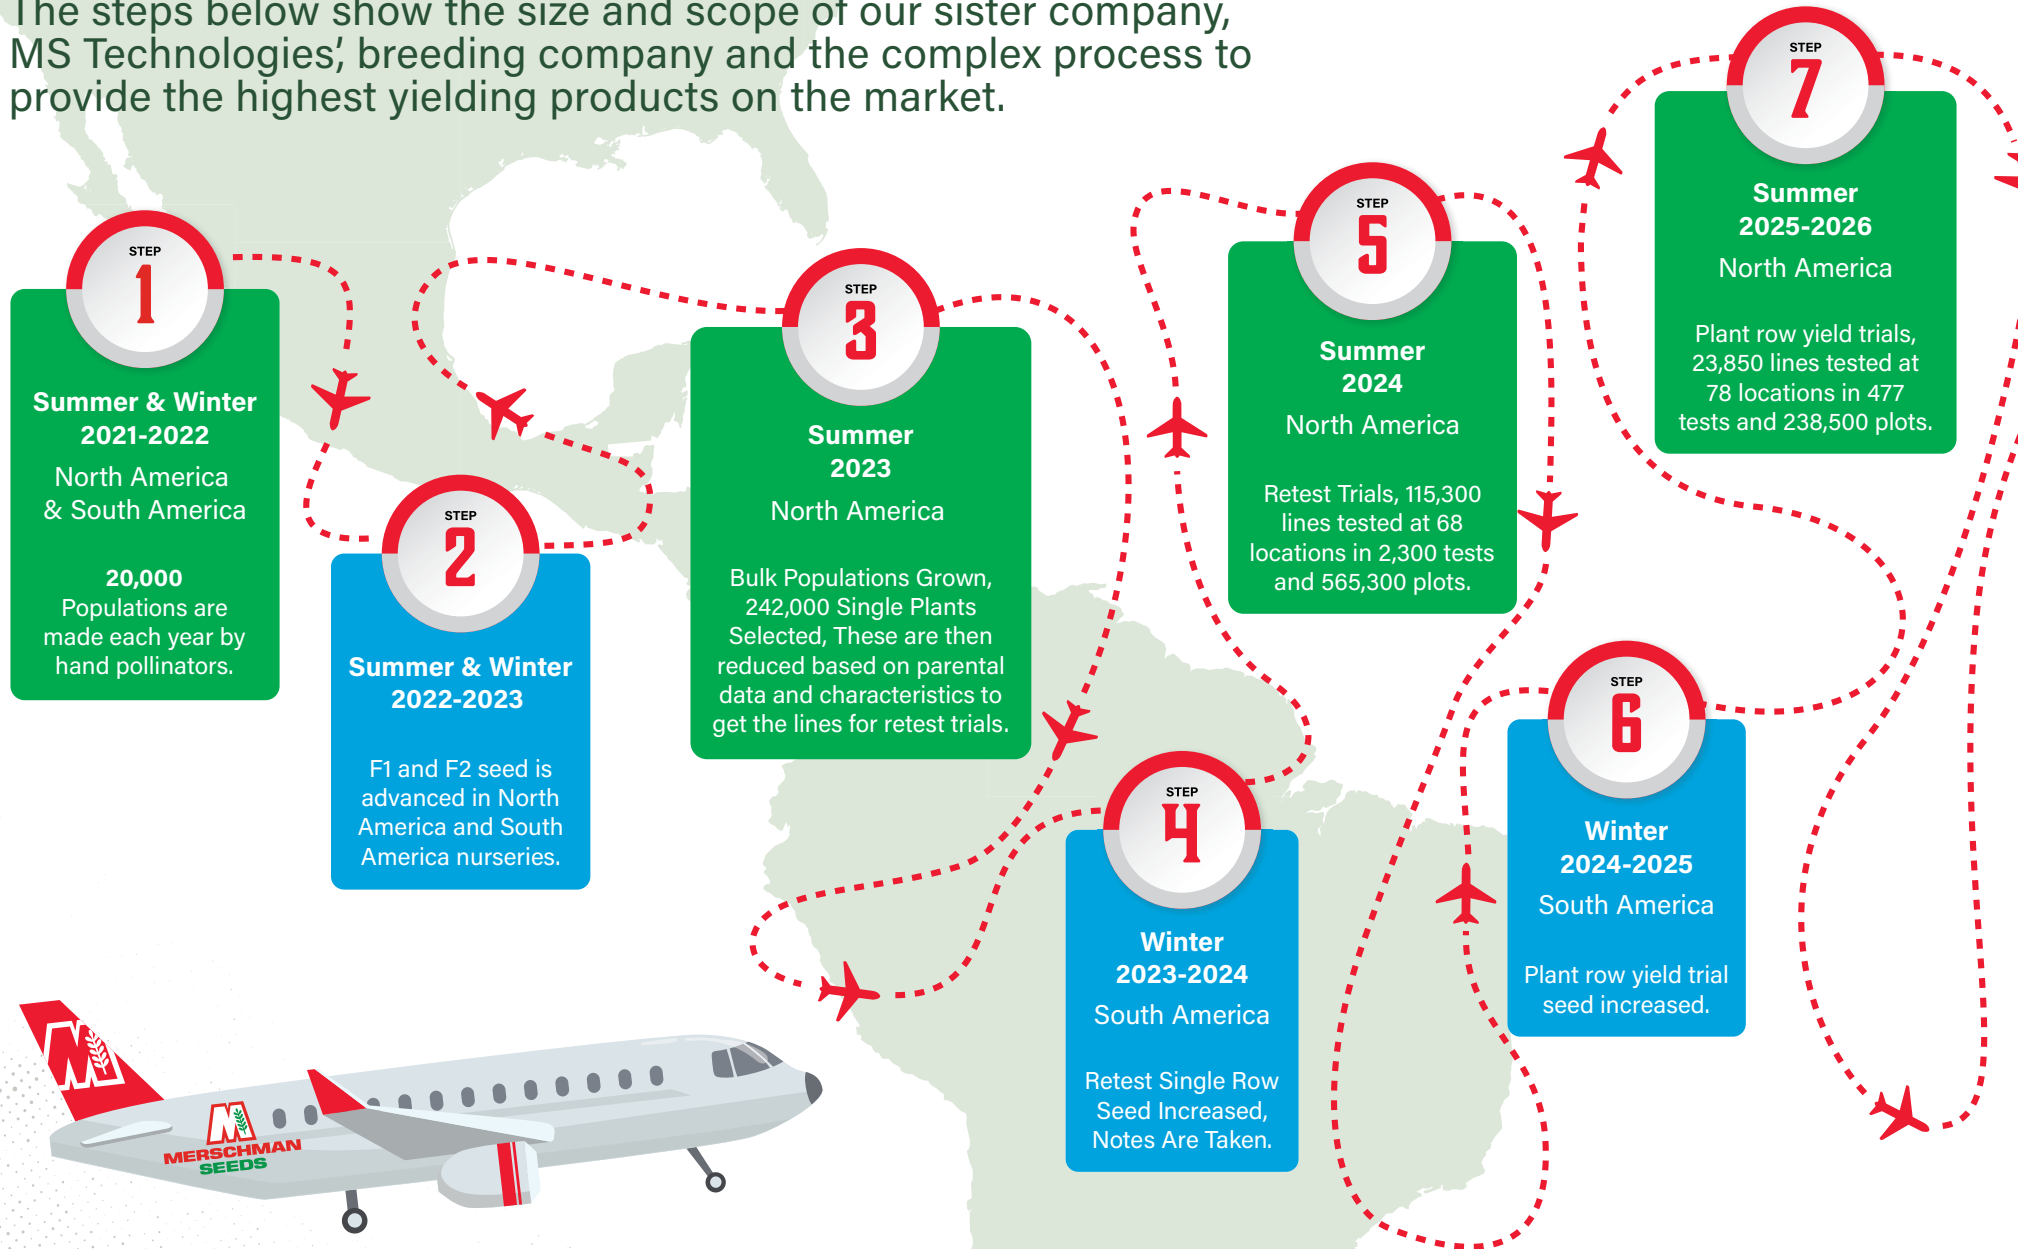 The steps below show the size and scope of our sister company,
MS Technologies', breeding company and the complex process to
provide the highest yielding products on the market.
STEP
1
Summer & Winter
2021-2022
North America
& South America
20,000
Populations are
made each year by
hand pollinators.
STEP
2
Summer & Winter
2022-2023
F1 and F2 seed is
advanced in North
America and South
America nurseries.
STEP
3
Summer
2023
North America
Bulk Populations Grown,
242,000 Single Plants
Selected, These are then
reduced based on parental
data and characteristics to
get the lines for retest trials.
STEP
4
Winter
2023-2024
South America
Retest Single Row
Seed Increased,
Notes Are Taken.
STEP
5
Summer
2024
North America
Retest Trials, 115,300
lines tested at 68
locations in 2,300 tests
and 565,300 plots.
STEP
6
Winter
2024-2025
South America
Plant row yield trial
seed increased.
STEP
7
Summer
2025-2026
North America
Plant row yield trials,
23,850 lines tested at
78 locations in 477
tests and 238,500 plots.
M
M
MERSCHMAN
SEEDS